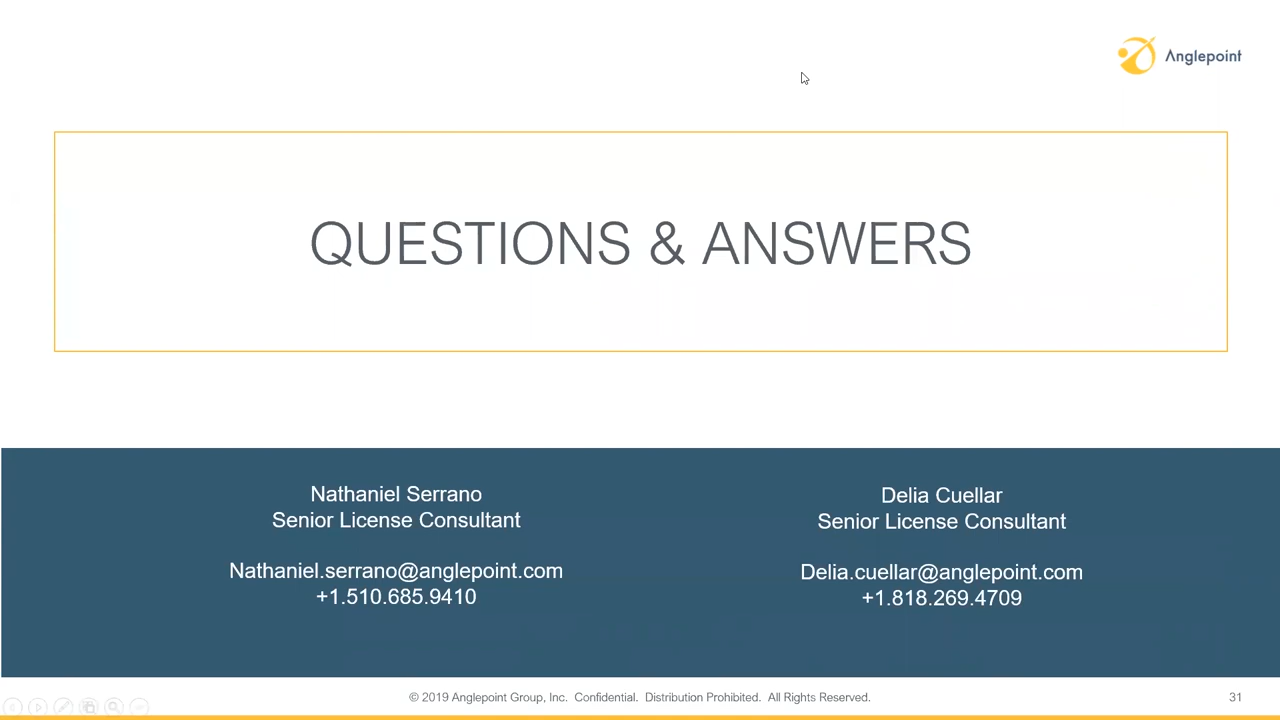 Anglepoint
QUESTIONS & ANSWERS
Nathaniel Serrano
Senior License Consultant
Nathaniel.serrano@anglepoint.com
+1.510.685.9410
Delia Cuellar
Senior License Consultant
Delia.cuellar@anglepoint.com
+1.818.269.4709
© 2019 Anglepoint Group, Inc. Confidential. Distribution Prohibited. All Rights Reserved.
31